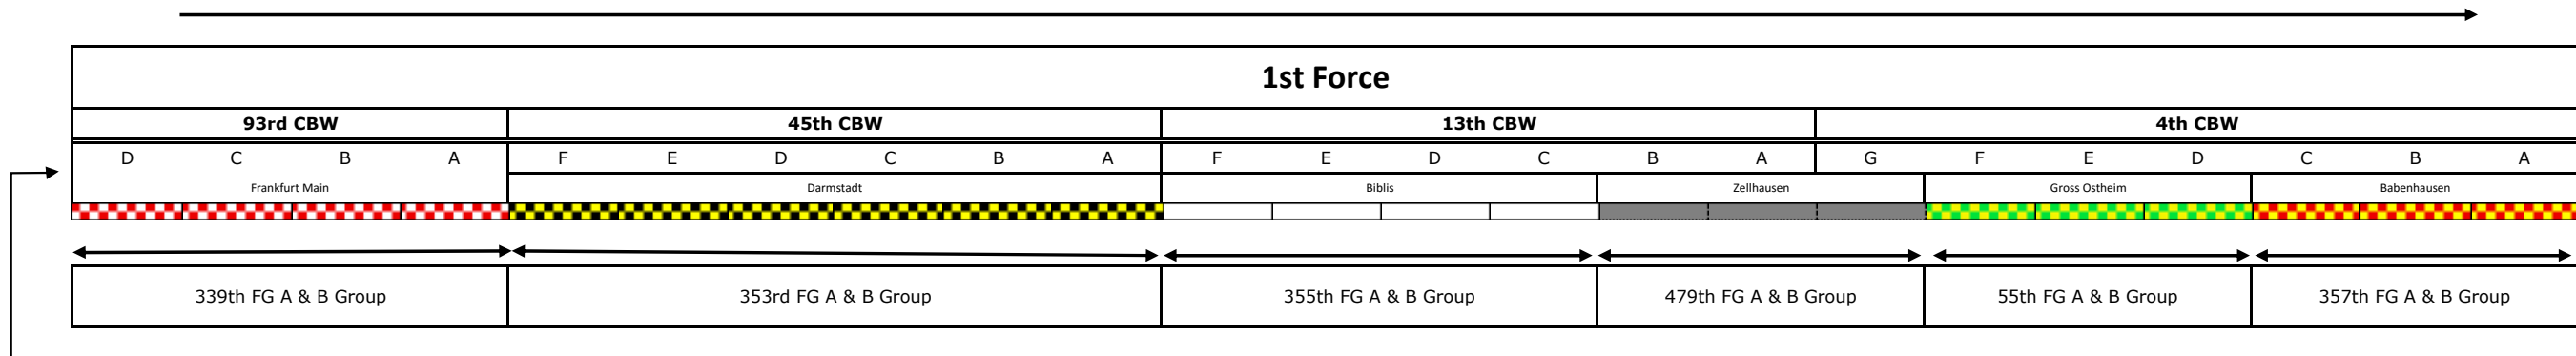 1st Force
93rd CBW 45th CBW 13th CBW 4th CBW
D C B A F E D C B A F E D C B A G F E D C B A
Frankfurt Main Darmstadt Biblis Zellhausen Gross Ostheim Babenhausen
339th FG A & B Group 353rd FG A & B Group 355th FG A & B Group 479th FG A & B Group 55th FG A & B Group 357th FG A & B Group